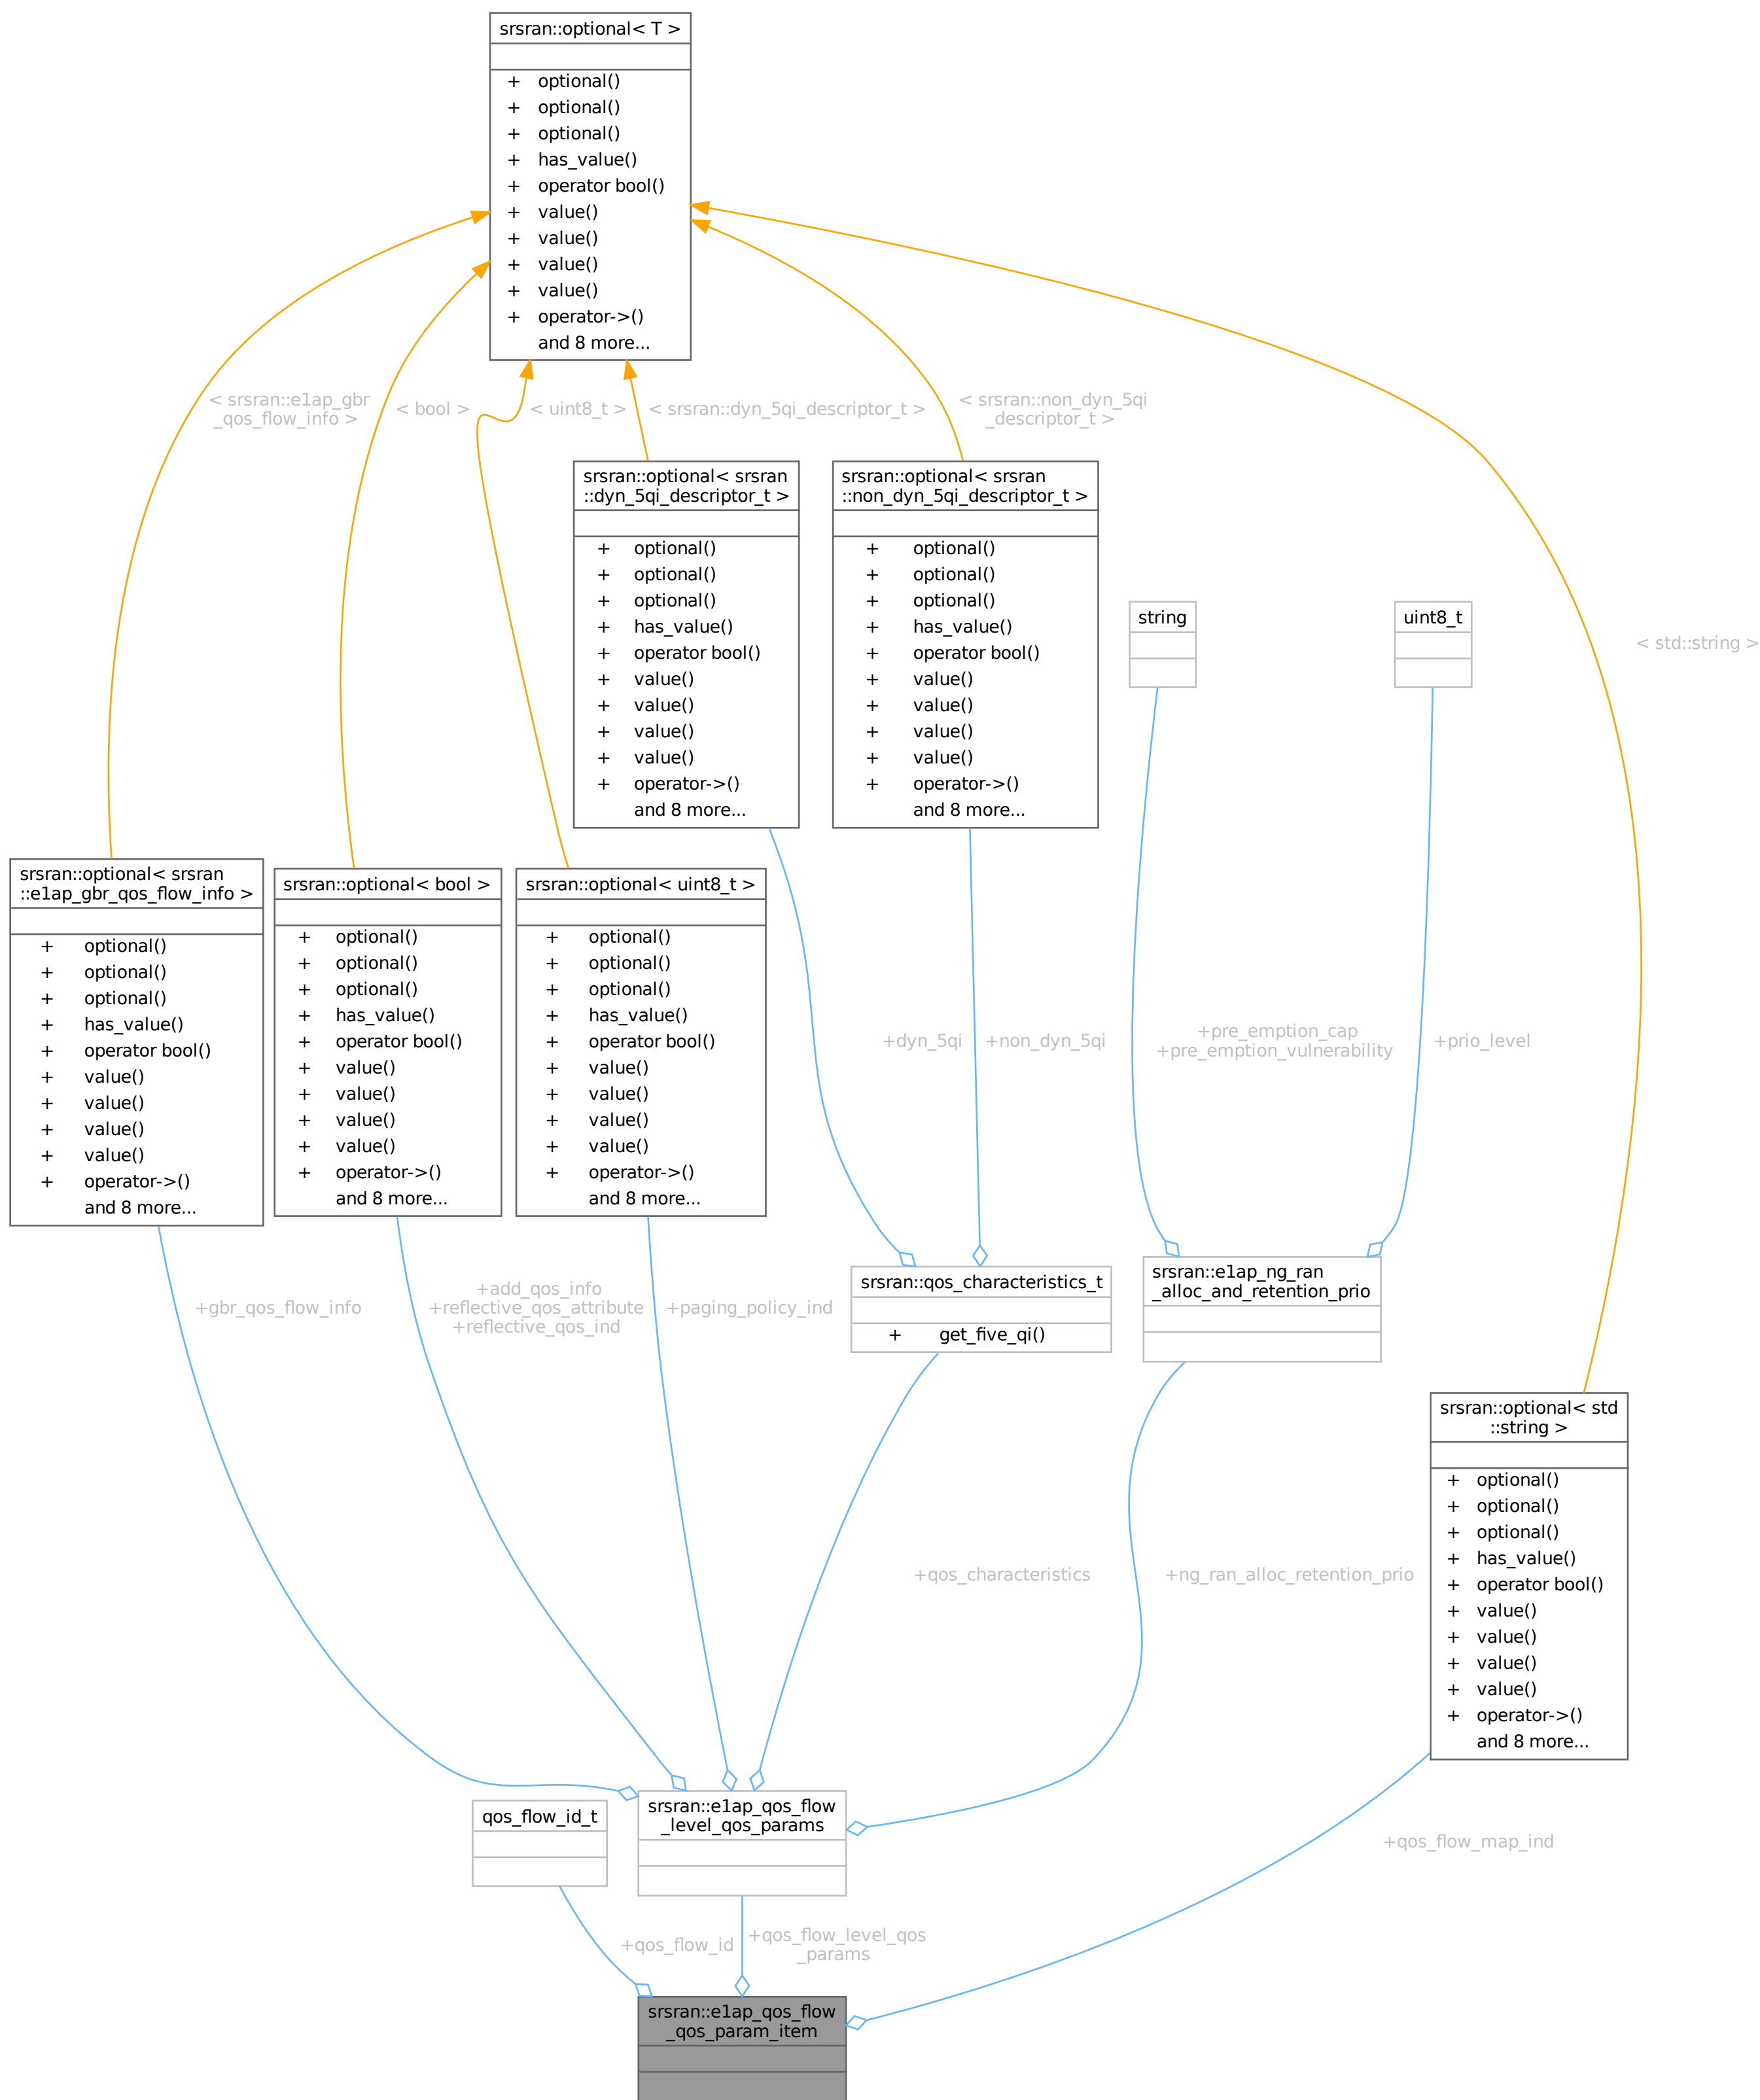 srsran::optional< T >
+ optional()
+ optional()
+ optional()
+ has_value()
+ operator bool()
+ value()
+ value()
+ value()
+ value()
+ operator->()
and 8 more...
< srsran::e1ap_gbr
_qos_flow_info >
< bool >
< uint8_t >
< srsran::dyn_5qi_descriptor_t >
< srsran::non_dyn_5qi
_descriptor_t >
< std::string >
srsran::optional< srsran
::dyn_5qi_descriptor_t >
+ optional()
+ optional()
+ optional()
+ has_value()
+ operator bool()
+ value()
+ value()
+ value()
+ value()
+ operator->()
and 8 more...
srsran::optional< srsran
::non_dyn_5qi_descriptor_t >
+ optional()
+ optional()
+ optional()
+ has_value()
+ operator bool()
+ value()
+ value()
+ value()
+ value()
+ operator->()
and 8 more...
string
uint8_t
srsran::optional< srsran
::e1ap_gbr_qos_flow_info >
+ optional()
+ optional()
+ optional()
+ has_value()
+ operator bool()
+ value()
+ value()
+ value()
+ value()
+ operator->()
and 8 more...
srsran::optional< bool >
+ optional()
+ optional()
+ optional()
+ has_value()
+ operator bool()
+ value()
+ value()
+ value()
+ value()
+ operator->()
and 8 more...
srsran::optional< uint8_t >
+ optional()
+ optional()
+ optional()
+ has_value()
+ operator bool()
+ value()
+ value()
+ value()
+ value()
+ operator->()
and 8 more...
+dyn_5qi
+non_dyn_5qi
+pre_emption_cap
+pre_emption_vulnerability
+prio_level
+gbr_qos_flow_info
+add_qos_info
+reflective_qos_attribute
+reflective_qos_ind
+paging_policy_ind
srsran::qos_characteristics_t
+ get_five_qi()
srsran::e1ap_ng_ran
_alloc_and_retention_prio
srsran::optional< std
::string >
+ optional()
+ optional()
+ optional()
+ has_value()
+ operator bool()
+ value()
+ value()
+ value()
+ value()
+ operator->()
and 8 more...
+qos_characteristics
+ng_ran_alloc_retention_prio
qos_flow_id_t
srsran::e1ap_qos_flow
_level_qos_params
+qos_flow_map_ind
+qos_flow_id
+qos_flow_level_qos
_params
srsran::e1ap_qos_flow
_qos_param_item